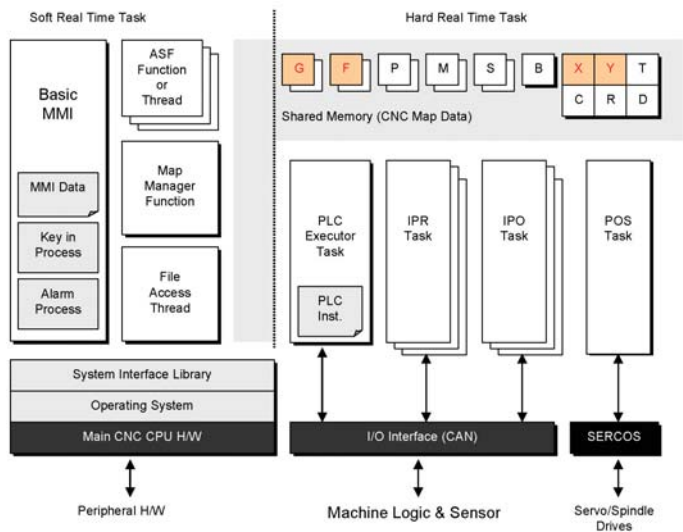 Soft Real Time Task
Hard Real Time Task
Basic
MMI
MMI Data
Key in
Process
Alarm
Process
ASF
Function
or
Thread
Map
Manager
Function
File
Access
Thread
G F P M S B X Y T
C R D
Shared Memory (CNC Map Data)
PLC
Executor
Task
PLC
Inst.
IPR
Task
IPO
Task
POS
Task
System Interface Library
Operating System
Main CNC CPU H/W
I/O Interface (CAN)
SERCOS
Peripheral H/W
Machine Logic & Sensor
Servo/Spindle
Drives